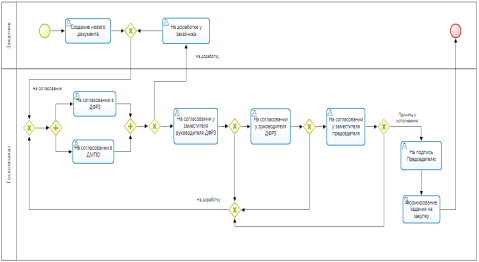 Заказчик
Создание нового
документа
На доработке у
заказчика
На доработку
На согласование
На согласовании в
ДФРЗ
На согласовании в
ДМПО
На согласовании у
заместителя
руководителя ДФРЗ
На согласовании
у руководителя
ДФРЗ
На согласовании у
заместителя
председателя
Принять к
исполнению
На подпись
Председателю
Формирование
задания на
закупку
На доработку